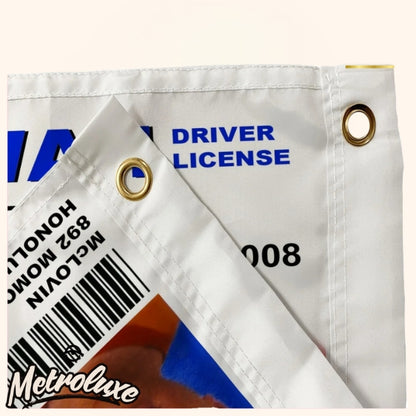 DRIVER
LICENSE
008
McLOVIN
892 MOMO
HONOLU
Metroluxe